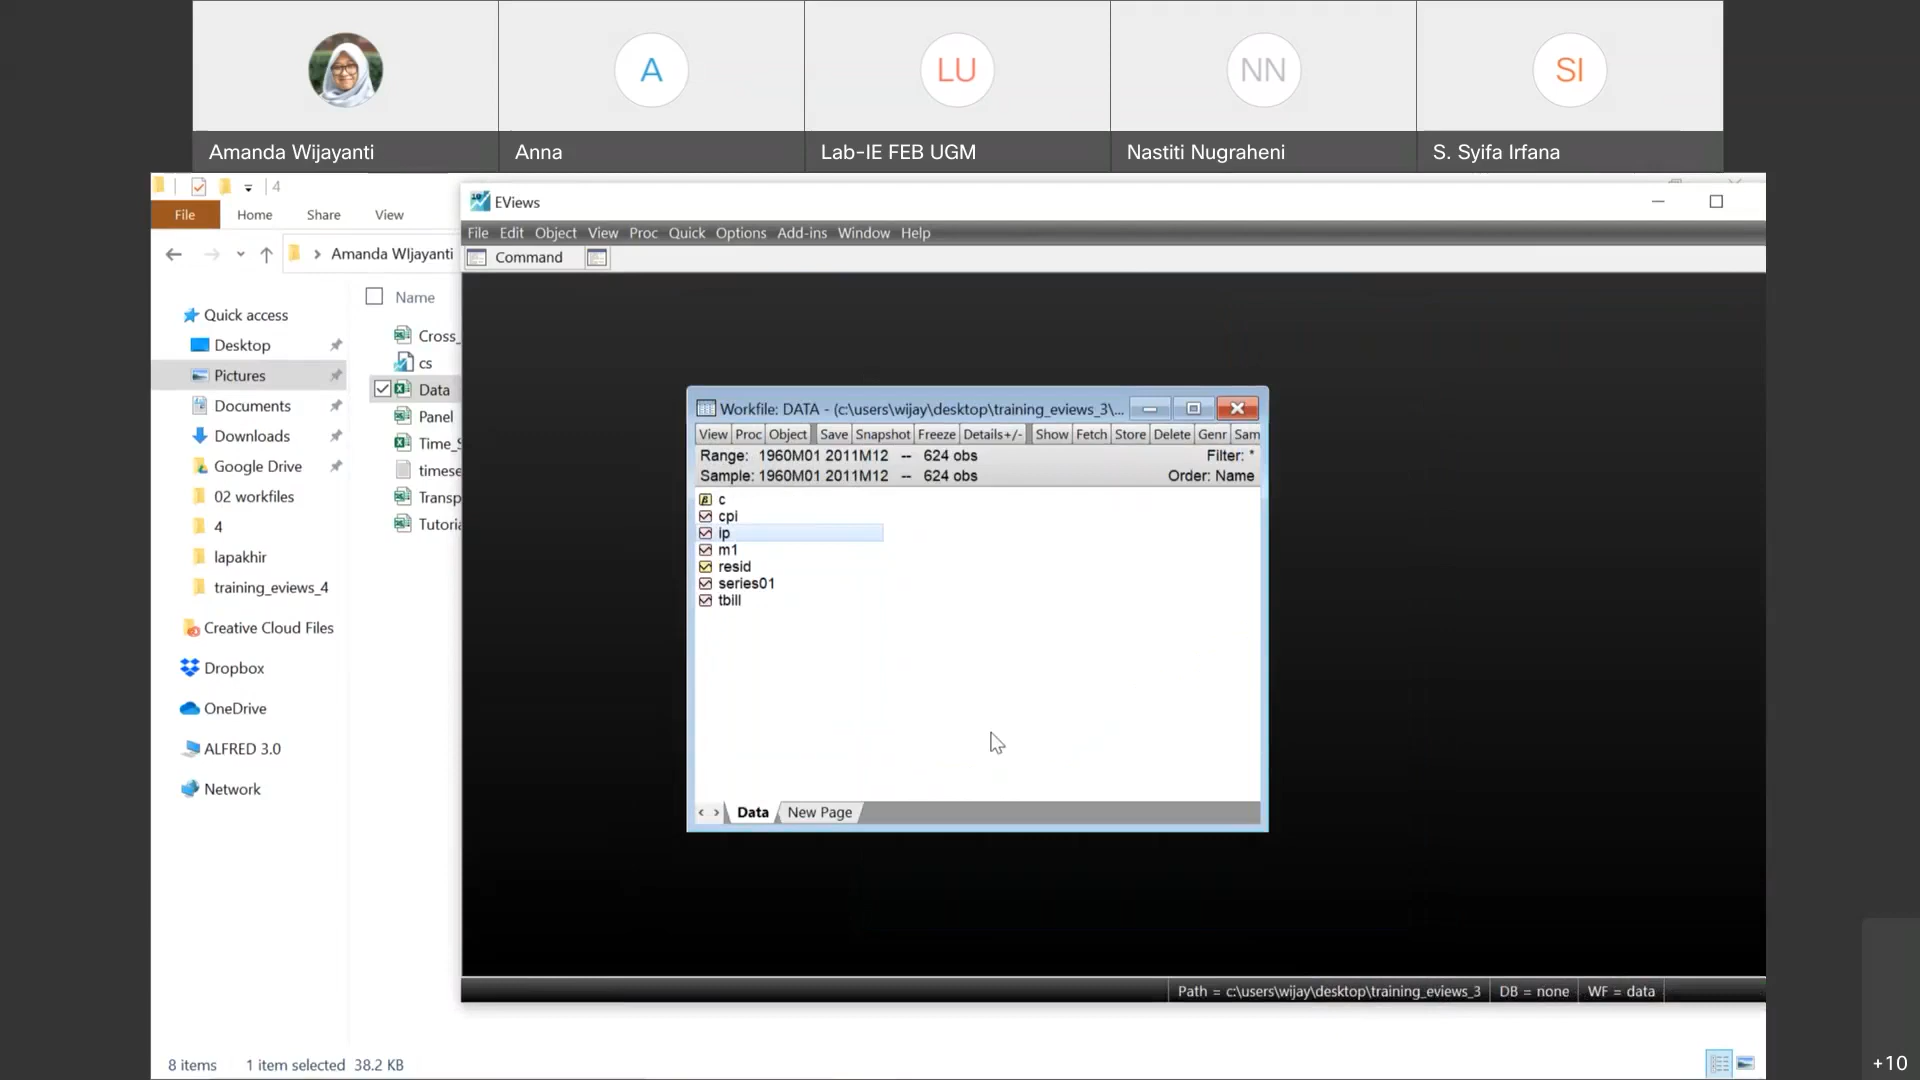 A
LU
NN
SI
Amanda Wijayanti
Anna
Lab-IE FEB UGM
Nastiti Nugraheni
S. Syifa Irfana
4
File
Home
Share
View
Amanda WIjayanti
Quick access
Desktop
Pictures
Documents
Downloads
Google Drive
02 workfiles
4
lapakhir
training_eviews_4
Creative Cloud Files
Dropbox
OneDrive
ALFRED 3.0
Network
Name
Cross_
cs
Data
Panel
Time_S
timese
Transp
Tutoria
8 items 1 item selected 38.2 KB
EViews
File Edit Object View Proc Quick Options Add-ins Window Help
Command
Workfile: DATA - (c:\users\wijay\desktop\training_eviews_3\...
View Proc Object Save Snapshot Freeze Details+/- Show Fetch Store Delete Genr Sam
Range: 1960M01 2011M12 -- 624 obs Filter: *
Sample: 1960M01 2011M12 -- 624 obs Order: Name
c
cpi
ip
m1
resid
series01
tbill
Data New Page
Path = c:\users\wijay\desktop\training_eviews_3 DB = none WF = data
+10